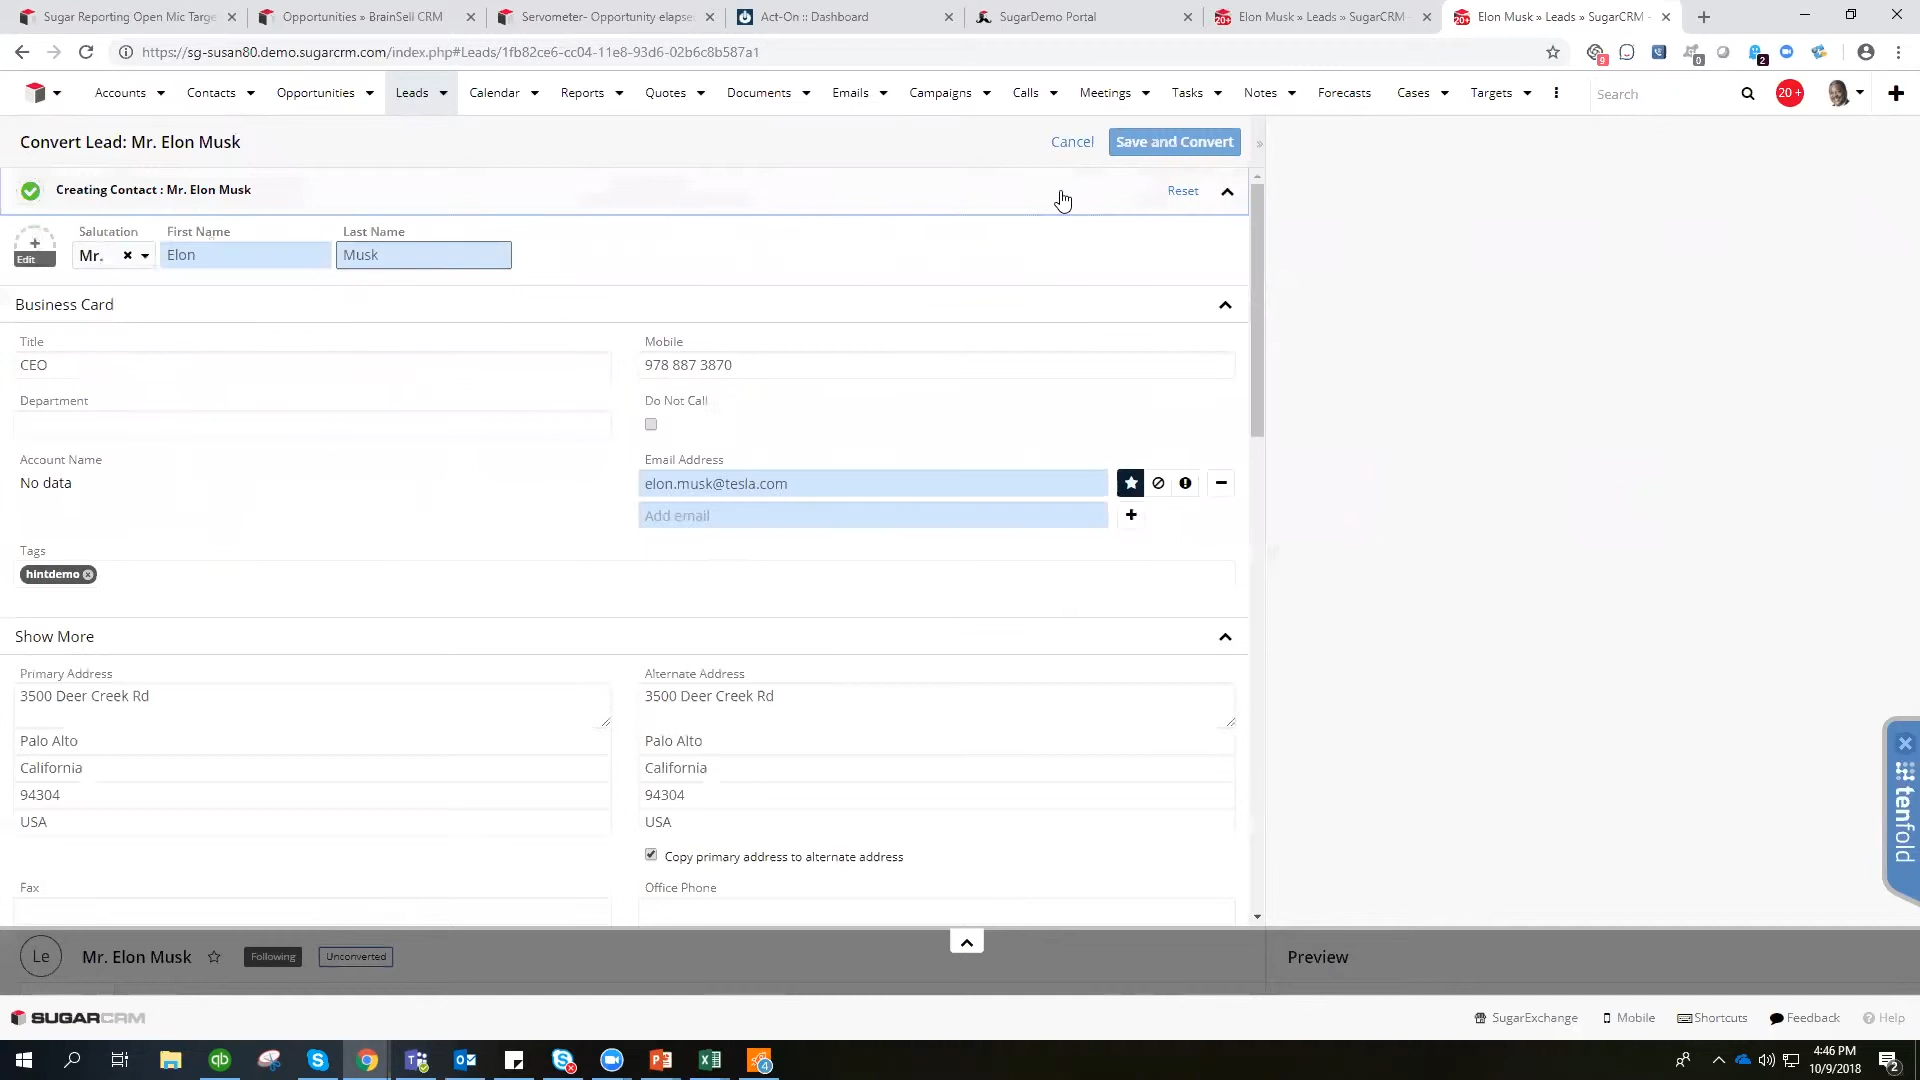 Sugar Reporting Open Mic Targe
Opportunities » BrainSell CRM
Servometer- Opportunity elapse
Act-On :: Dashboard
SugarDemo Portal
Elon Musk » Leads » SugarCRM
Elon Musk » Leads » SugarCRM
https://sg-susan80.demo.sugarcrm.com/index.php#Leads/1fb82ce6-cc04-11e8-93d6-02b6c8b587a1
9
0
2
Accounts
Contacts
Opportunities
Leads
Calendar
Reports
Quotes
Documents
Emails
Campaigns
Calls
Meetings
Tasks
Notes
Forecasts
Cases
Targets
Search
20 +
Convert Lead: Mr. Elon Musk
Cancel
Save and Convert
Creating Contact : Mr. Elon Musk
Reset
Edit
Salutation
First Name
Last Name
Mr.
Elon
Musk
Business Card
Title
Mobile
CEO
978 887 3870
Department
Do Not Call
Account Name
Email Address
No data
elon.musk@tesla.com
Add email
Tags
hintdemo
Show More
Primary Address
Alternate Address
3500 Deer Creek Rd
3500 Deer Creek Rd
Palo Alto
Palo Alto
California
California
94304
94304
USA
USA
Copy primary address to alternate address
Fax
Office Phone
tenfold
Le
Mr. Elon Musk
Following
Unconverted
Preview
SUGARCRM
SugarExchange
Mobile
Shortcuts
Feedback
Help
4
4:46 PM
10/9/2018
2